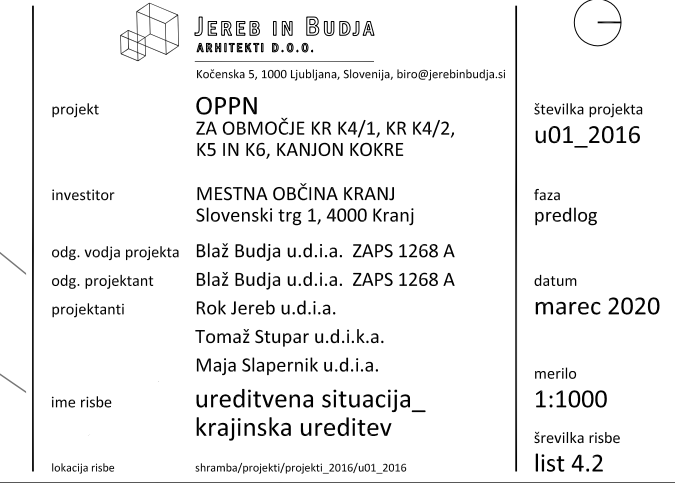 JEREB IN BUDJA
ARHITEKTI D.O.O.
Kočenska 5, 1000 Ljubljana, Slovenija, biro@jerebinbudja.si
projekt
OPPN
ZA OBMOČJE KR K4/1, KR K4/2,
K5 IN K6, KANJON KOKRE
investitor
MESTNA OBČINA KRANJ
Slovenski trg 1, 4000 Kranj
odg. vodja projekta Blaž Budja u.d.i.a. ZAPS 1268 A
odg. projektant Blaž Budja u.d.i.a. ZAPS 1268 A
projektanti Rok Jereb u.d.i.a.
Tomaž Stupar u.d.i.k.a.
Maja Slapernik u.d.i.a.
ime risbe ureditvena situacija_
krajinska ureditev
lokacija risbe shramba/projekti/projekti_2016/u01_2016
številka projekta
u01_2016
faza
predlog
datum
marec 2020
merilo
1:1000
šrevilka risbe
list 4.2